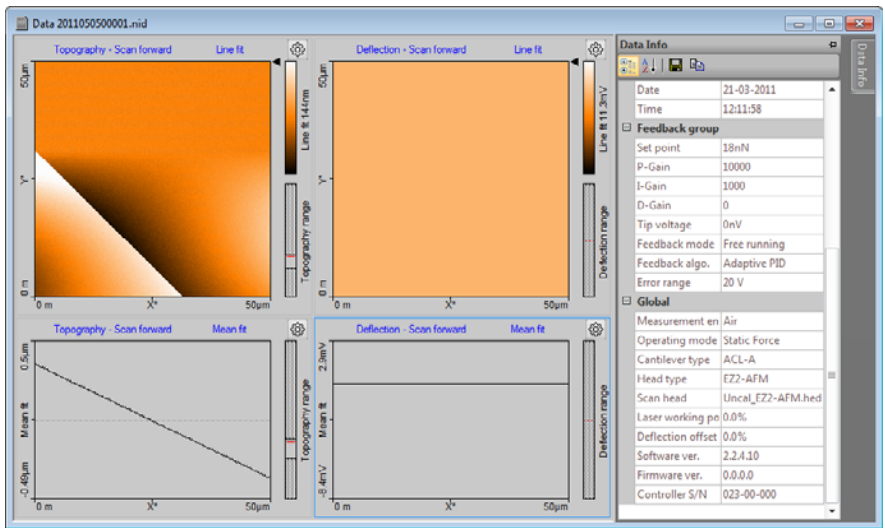 Data 2011050500001.nid
Topography - Scan forward Line fit
50µm
Y*
0 m
0 m X* 50µm
Line fit 144nm
Topography range
Deflection - Scan forward Line fit
50µm
Y*
0 m
0 m X* 50µm
Line fit 11.3mV
Deflection range
Topography - Scan forward Mean fit
0.5µm
Mean fit
-0.49µm
0 m X* 50µm
Topography range
Deflection - Scan forward Mean fit
2.9mV
Mean fit
-8.4mV
0 m X* 50µm
Deflection range
Data Info
Date 21-03-2011
Time 12:11:58
Feedback group
Set point 18nN
P-Gain 10000
I-Gain 1000
D-Gain 0
Tip voltage 0nV
Feedback mode Free running
Feedback algo. Adaptive PID
Error range 20 V
Global
Measurement en Air
Operating mode Static Force
Cantilever type ACL-A
Head type EZ2-AFM
Scan head Uncal_EZ2-AFM.hed
Laser working po 0.0%
Deflection offset 0.0%
Software ver. 2.2.4.10
Firmware ver. 0.0.0.0
Controller S/N 023-00-000
Data Info